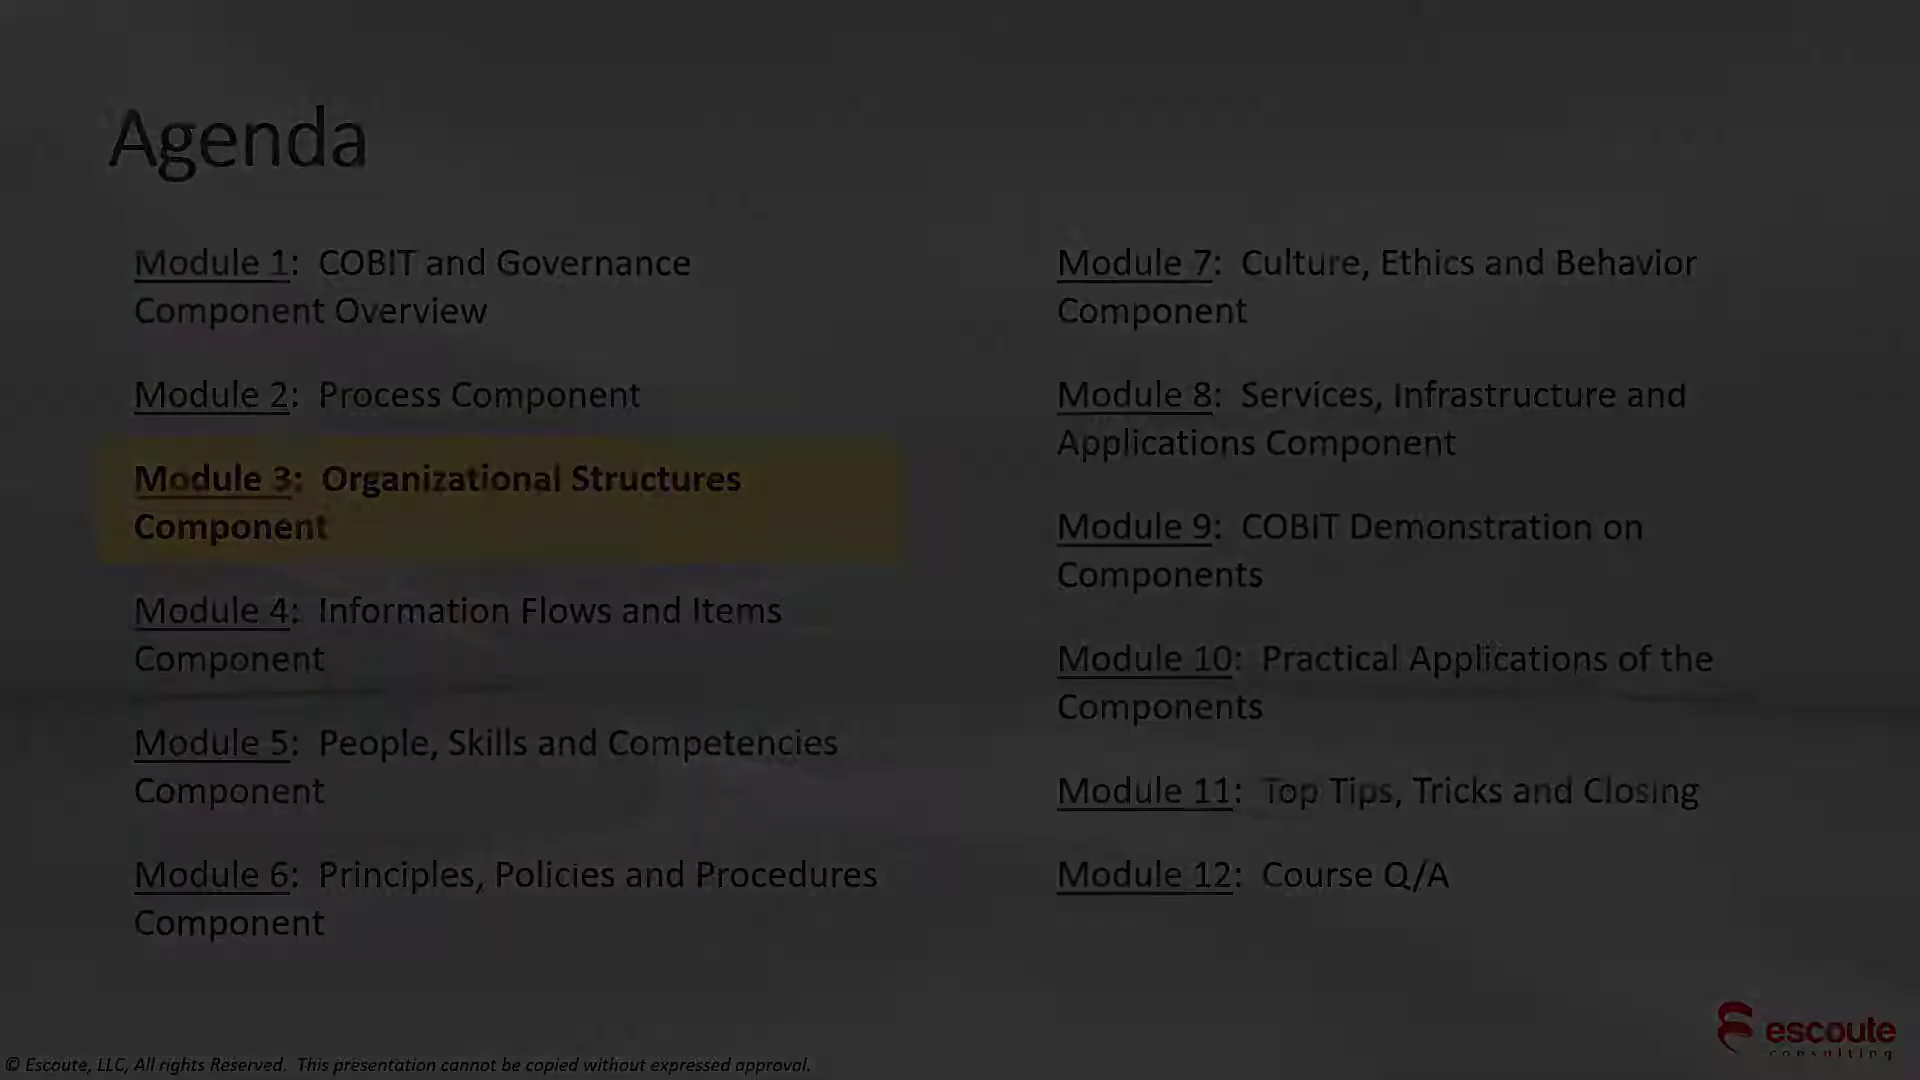 Agenda
Module 1:  COBIT and Governance
Component Overview
Module 2:  Process Component
Module 3:  Organizational Structures
Component
Module 4:  Information Flows and Items
Component
Module 5:  People, Skills and Competencies
Component
Module 6:  Principles, Policies and Procedures
Component
Module 7:  Culture, Ethics and Behavior
Component
Module 8:  Services, Infrastructure and
Applications Component
Module 9:  COBIT Demonstration on
Components
Module 10:  Practical Applications of the
Components
Module 11:  Top Tips, Tricks and Closing
Module 12:  Course Q/A
escoute
consulting
© Escoute, LLC, All rights Reserved.  This presentation cannot be copied without expressed approval.